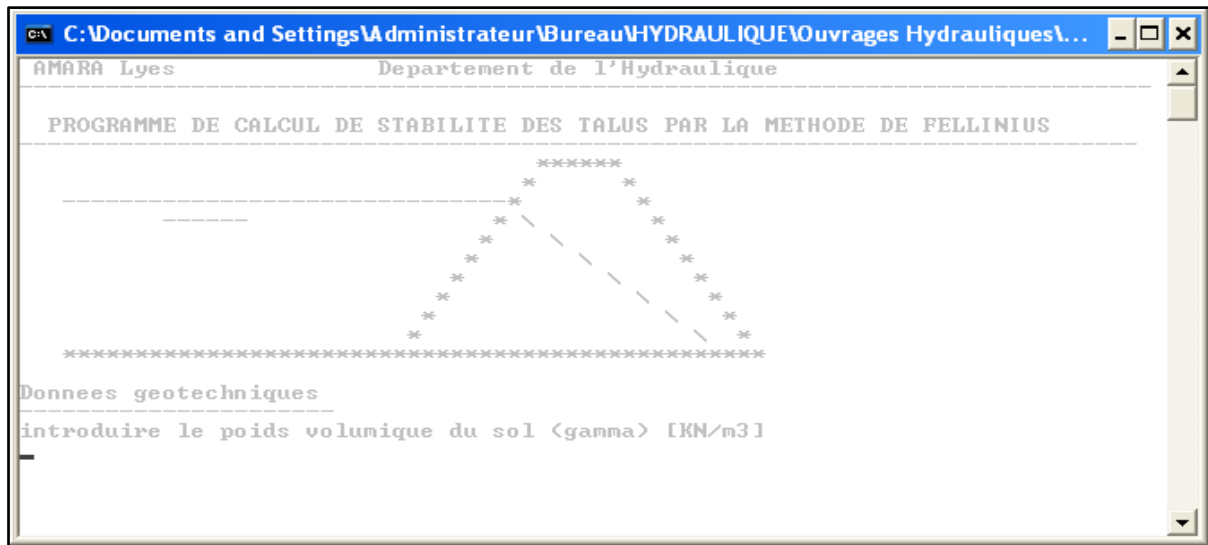 C:\Documents and Settings\Administrateur\Bureau\HYDRAULIQUE\Ouvrages Hydrauliques\...
AMARA Lyes Departement de l'Hydraulique
PROGRAMME DE CALCUL DE STABILITE DES TALUS PAR LA METHODE DE FELLINIUS
Donnees geotechniques
introduire le poids volumique du sol (gamma) [KN/m3]